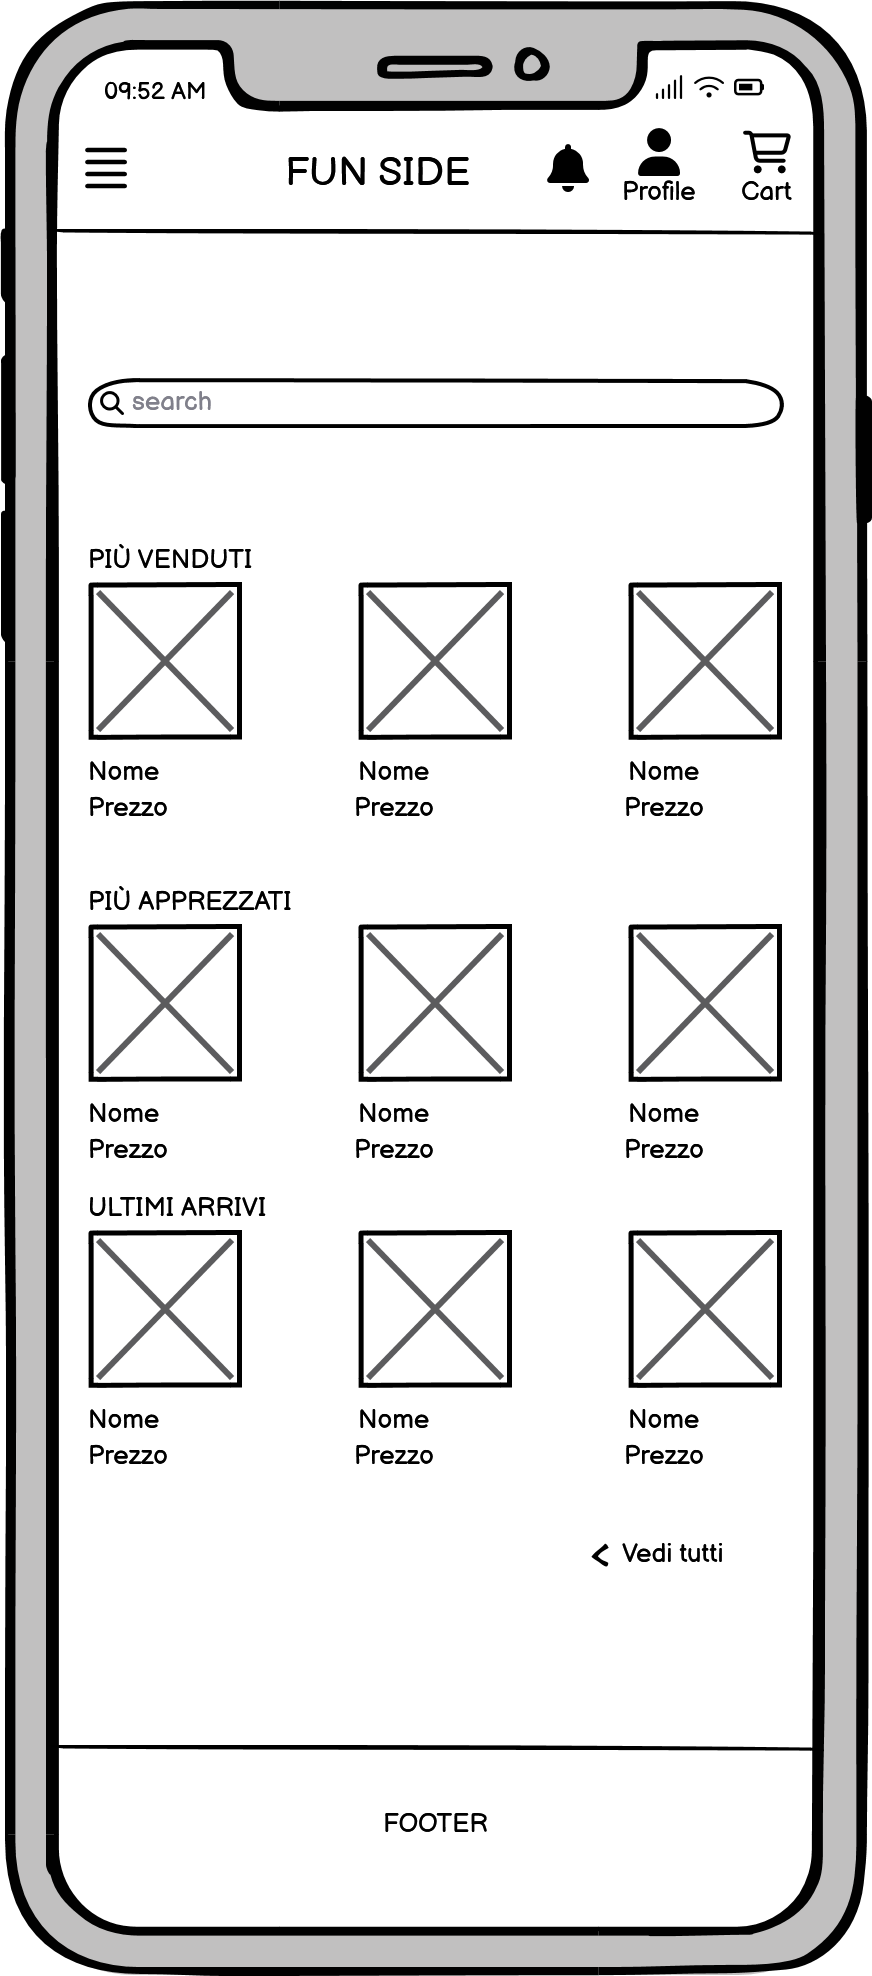 09:52 AM
FUN SIDE
Profile
Cart
search
PIÙ VENDUTI
Nome Nome Nome
Prezzo Prezzo Prezzo
PIÙ APPREZZATI
Nome Nome Nome
Prezzo Prezzo Prezzo
ULTIMI ARRIVI
Nome Nome Nome
Prezzo Prezzo Prezzo
Vedi tutti
FOOTER